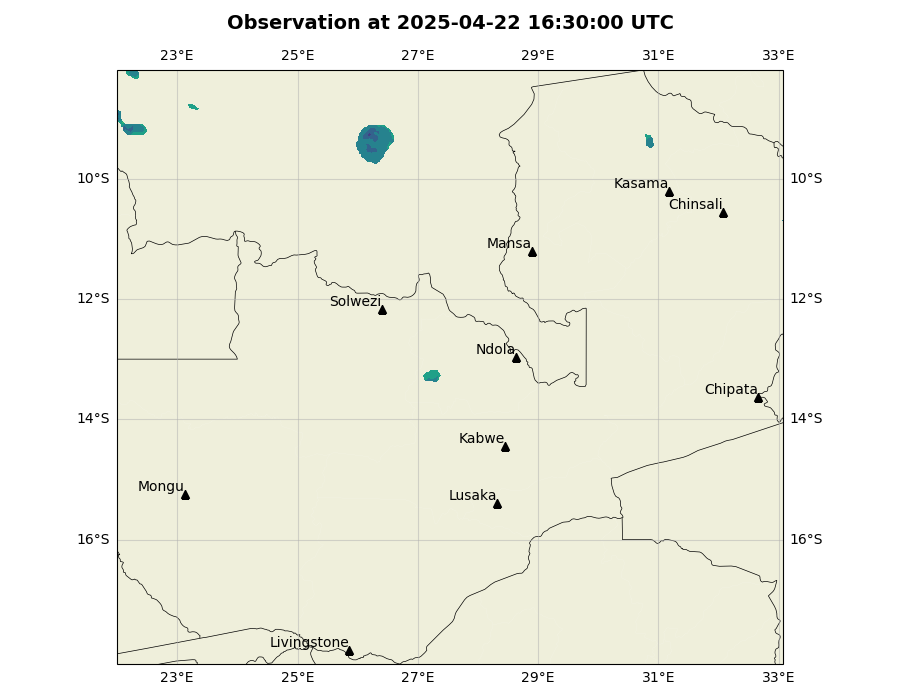 Observation at 2025-04-22 16:30:00 UTC
23°E 25°E 27°E 29°E 31°E 33°E
10°S 10°S
Kasama
Chinsali
Mansa
12°S 12°S
Solwezi
Ndola
Chipata
14°S 14°S
Kabwe
Mongu
Lusaka
16°S 16°S
Livingstone
23°E 25°E 27°E 29°E 31°E 33°E